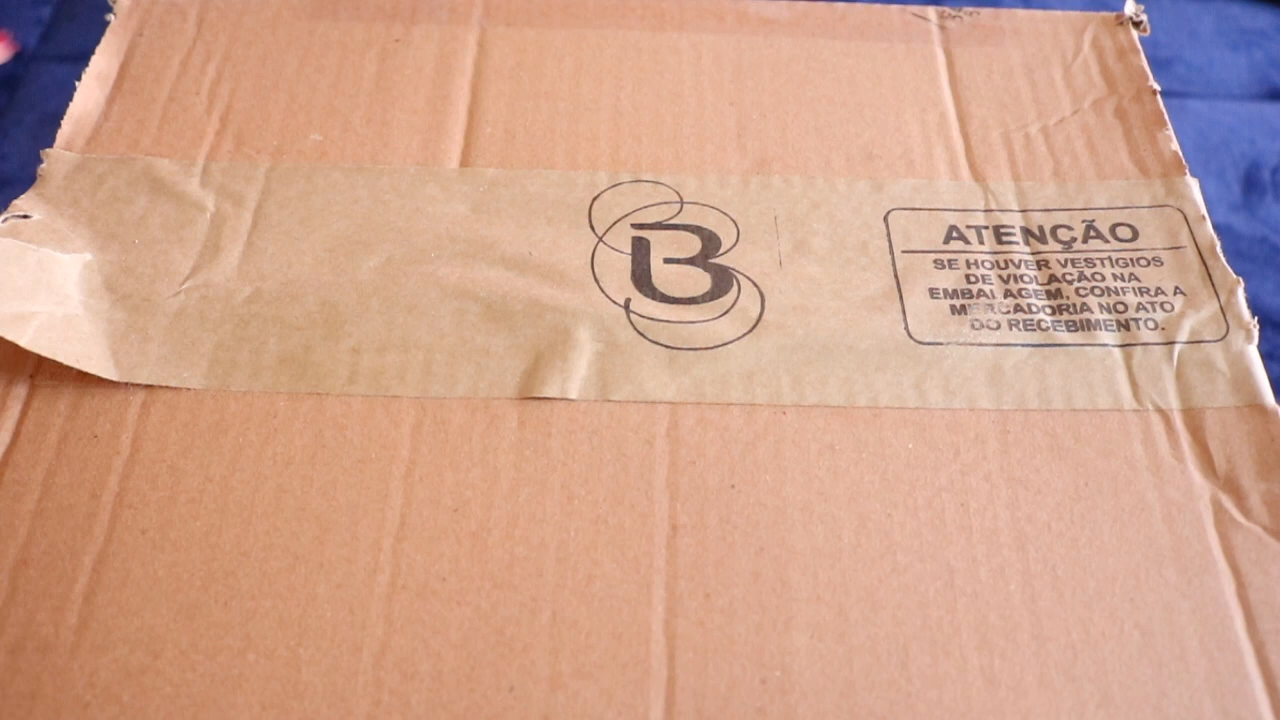 B
ATENÇÃO
SE HOUVER VESTÍGIOS
DE VIOLAÇÃO NA
EMBALAGEM, CONFIRA A
MERCADORIA NO ATO
DO RECEBIMENTO.